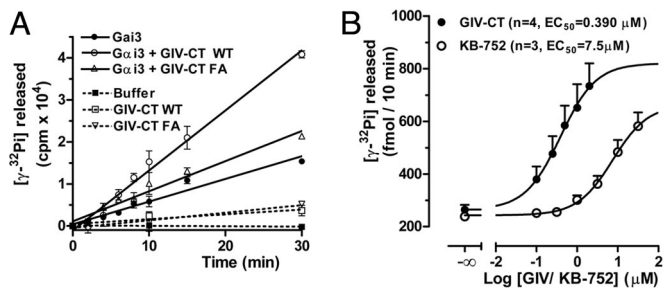 A
Gai3
Gαi3 + GIV-CT WT
Gαi3 + GIV-CT FA
Buffer
GIV-CT WT
GIV-CT FA
[γ-³²Pi] released
(cpm x 10⁴)
4
2
0
0
10
20
30
Time (min)
B
GIV-CT (n=4, EC₅₀=0.390 μM)
KB-752 (n=3, EC₅₀=7.5μM)
[γ-³²Pi] released
(fmol / 10 min)
1000
800
600
400
200
-∞
-2
-1
0
1
2
Log [GIV/ KB-752] (μM)